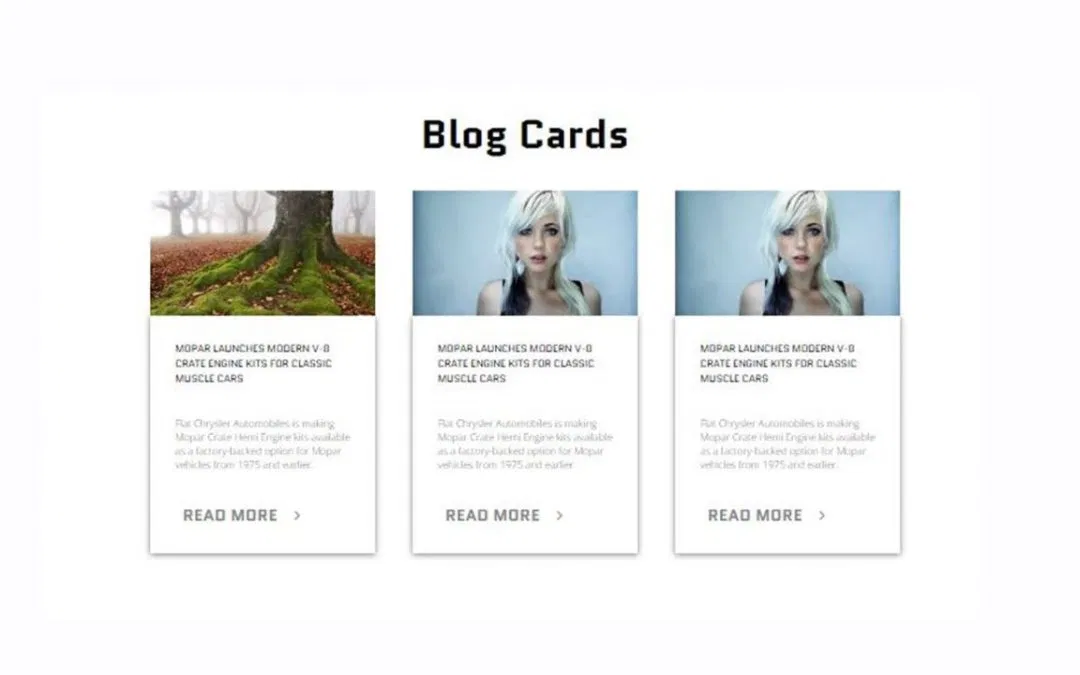 Blog Cards
MOPAR LAUNCHES MODERN V-8
CRATE ENGINE KITS FOR CLASSIC
MUSCLE CARS
Fiat Chrysler Automobiles is making
Mopar Crate Hemi Engine kits available
as a factory-backed option for Mopar
vehicles from 1975 and earlier.
READ MORE >
MOPAR LAUNCHES MODERN V-8
CRATE ENGINE KITS FOR CLASSIC
MUSCLE CARS
Fiat Chrysler Automobiles is making
Mopar Crate Hemi Engine kits available
as a factory-backed option for Mopar
vehicles from 1975 and earlier.
READ MORE >
MOPAR LAUNCHES MODERN V-8
CRATE ENGINE KITS FOR CLASSIC
MUSCLE CARS
Fiat Chrysler Automobiles is making
Mopar Crate Hemi Engine kits available
as a factory-backed option for Mopar
vehicles from 1975 and earlier.
READ MORE >